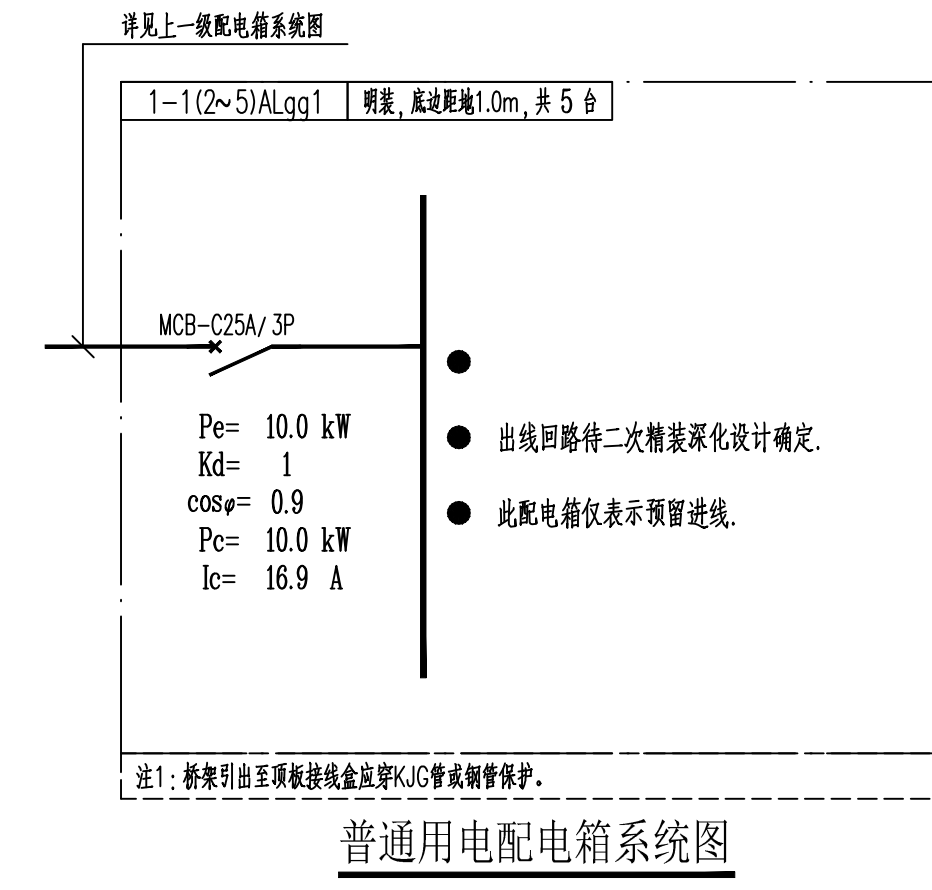 详见上一级配电箱系统图
1-1(2~5)ALgg1 明装,底边距地1.0m,共 5 台
MCB-C25A/3P
Pe= 10.0 kW
Kd= 1
cosφ= 0.9
Pc= 10.0 kW
Ic= 16.9 A
出线回路待二次精装深化设计确定.
此配电箱仅表示预留进线.
注1:桥架引出至顶板接线盒应穿KJG管或钢管保护。
普通用电配电箱系统图